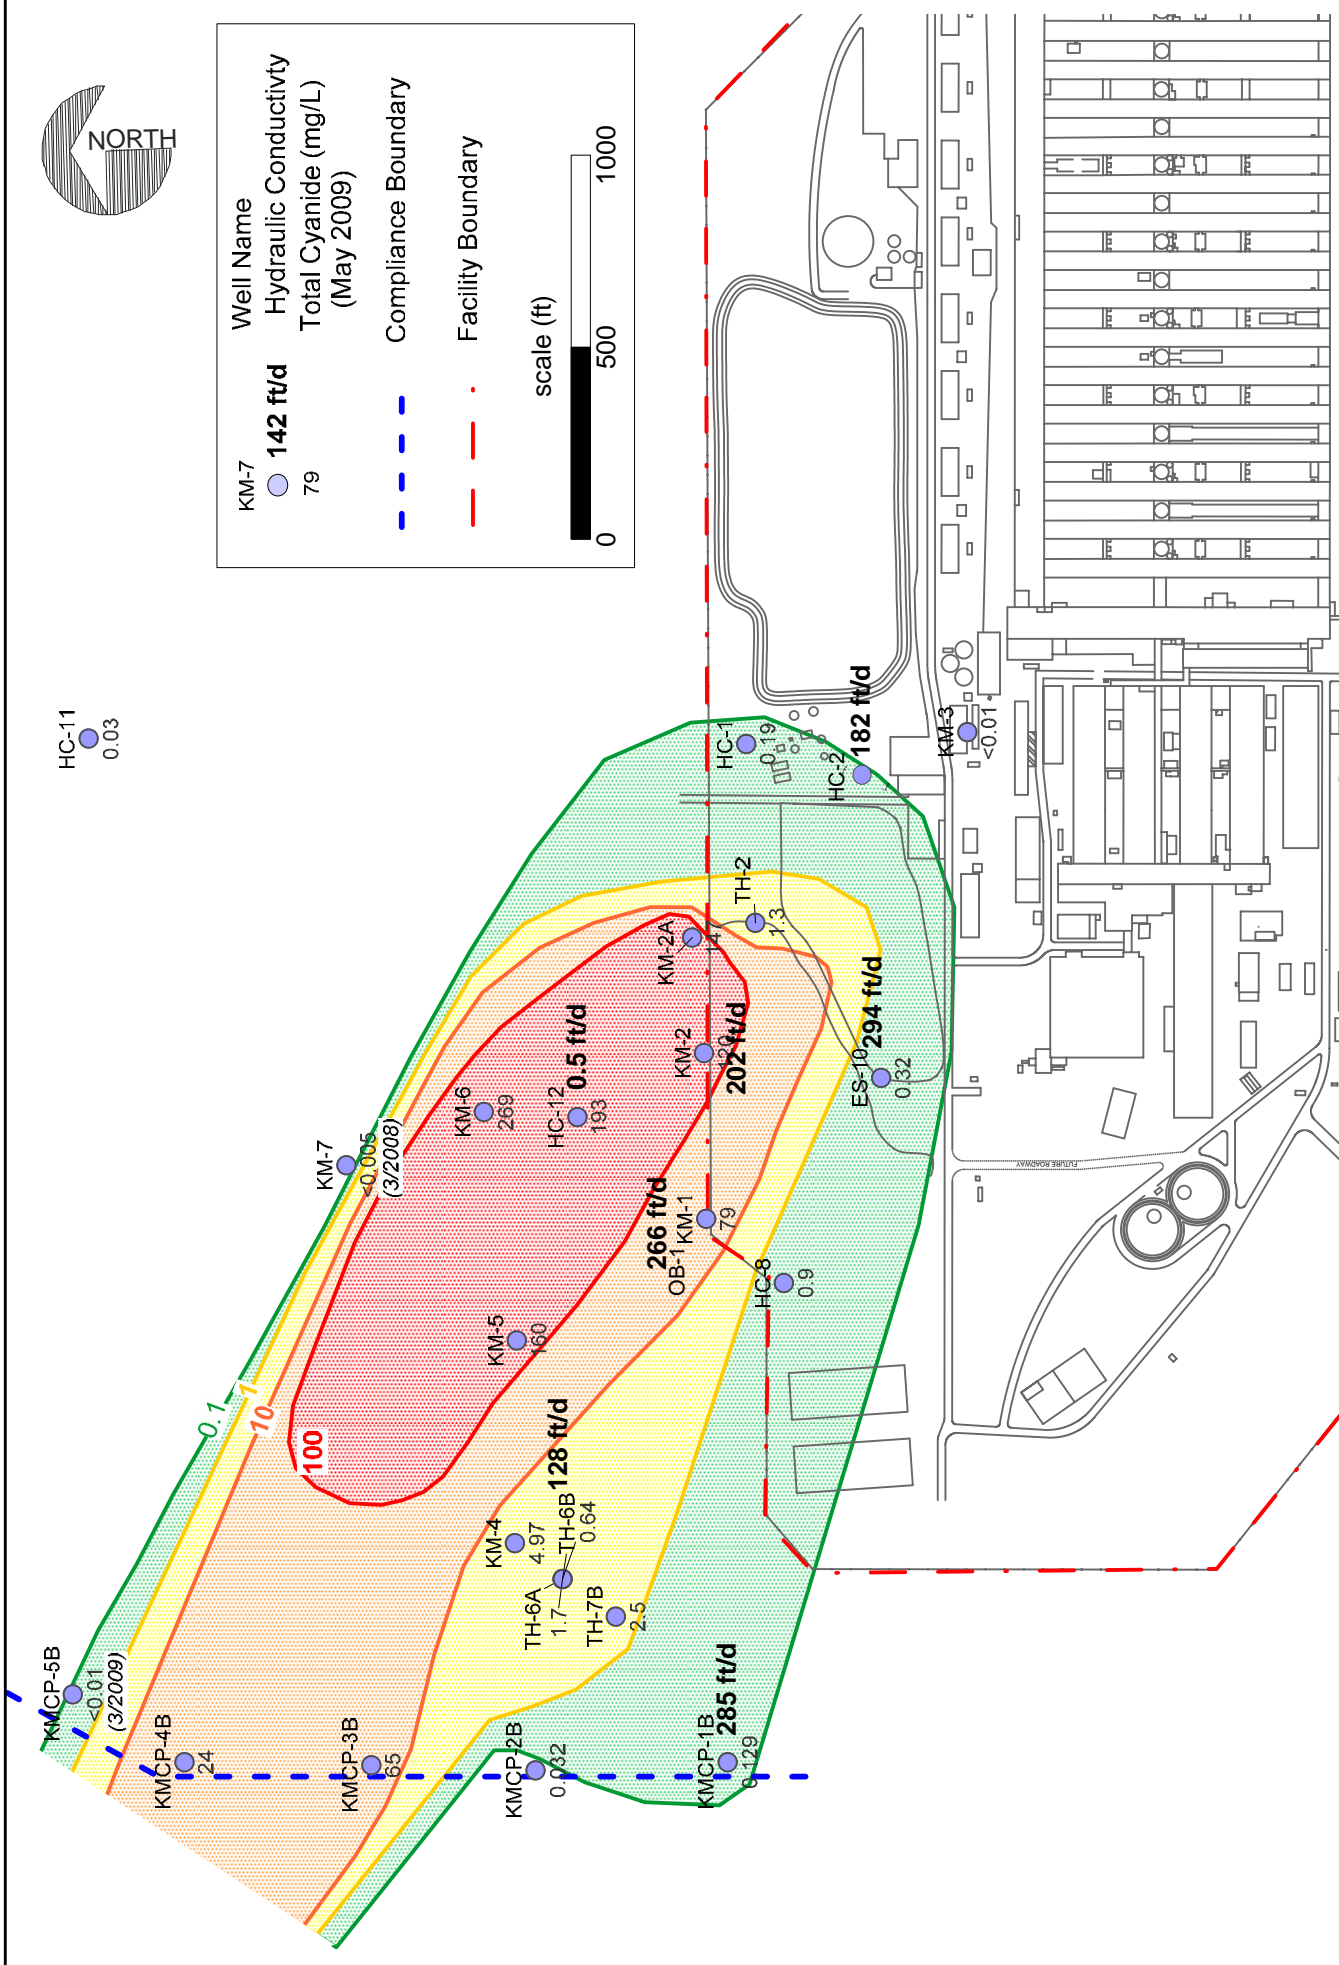 NORTH
KM-7
142 ft/d
79
Well Name
Hydraulic Conductivty
Total Cyanide (mg/L)
(May 2009)
Compliance Boundary
Facility Boundary
scale (ft)
0
500
1000
HC-11
0.03
HC-1
0.19
HC-2
182 ft/d
KM-3
<0.01
TH-2
1.3
KM-2A
147
KM-2
120
202 ft/d
ES-10
294 ft/d
0.32
KM-6
269
HC-12
0.5 ft/d
193
KM-7
<0.005
(3/2008)
266 ft/d
OB-1
KM-1
79
HC-8
0.9
KM-5
160
0.1
1
10
100
128 ft/d
KM-4
4.97
TH-6B
0.64
TH-6A
1.7
TH-7B
2.5
KMCP-5B
<0.01
(3/2009)
KMCP-4B
24
KMCP-3B
65
KMCP-2B
0.032
KMCP-1B
285 ft/d
0.129
FUTURE ROADWAY